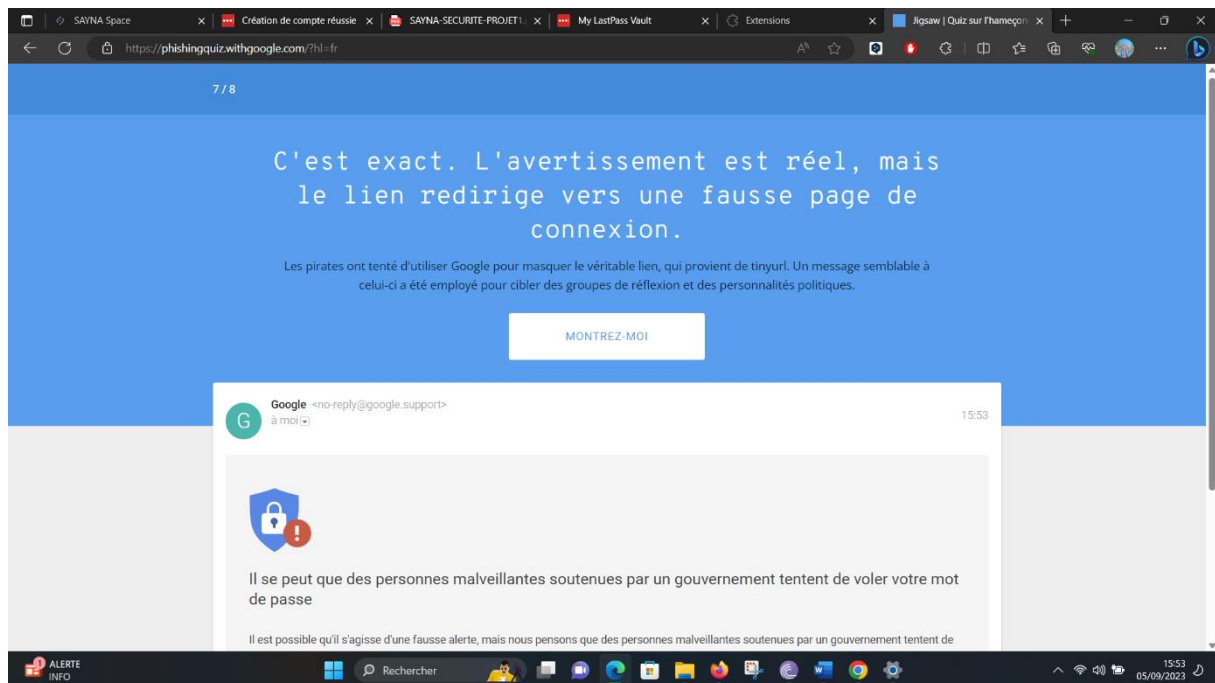 SAYNA Space
Création de compte réussie
SAYNA-SECURITE-PROJET1.
My LastPass Vault
Extensions
Jigsaw | Quiz sur l'hameçon
https://phishingquiz.withgoogle.com/?hl=fr
7 / 8
C'est exact. L'avertissement est réel, mais
le lien redirige vers une fausse page de
connexion.
Les pirates ont tenté d'utiliser Google pour masquer le véritable lien, qui provient de tinyurl. Un message semblable à
celui-ci a été employé pour cibler des groupes de réflexion et des personnalités politiques.
MONTREZ-MOI
G
Google <no-reply@google.support>
15:53
à moi
Il se peut que des personnes malveillantes soutenues par un gouvernement tentent de voler votre mot
de passe
Il est possible qu'il s'agisse d'une fausse alerte, mais nous pensons que des personnes malveillantes soutenues par un gouvernement tentent de
ALERTE
INFO
Rechercher
15:53
05/09/2023